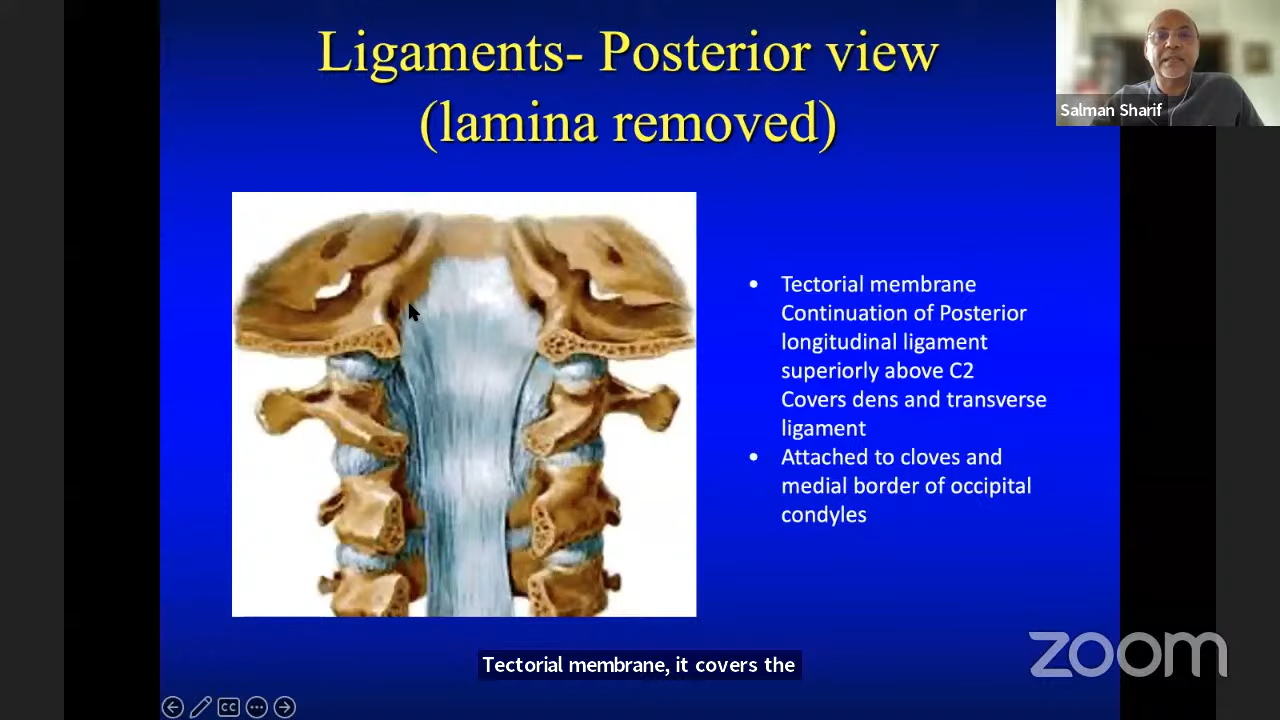 Ligaments- Posterior view
(lamina removed)
Salman Sharif
• Tectorial membrane
Continuation of Posterior
longitudinal ligament
superiorly above C2
Covers dens and transverse
ligament
• Attached to cloves and
medial border of occipital
condyles
Tectorial membrane, it covers the
zoom
CC